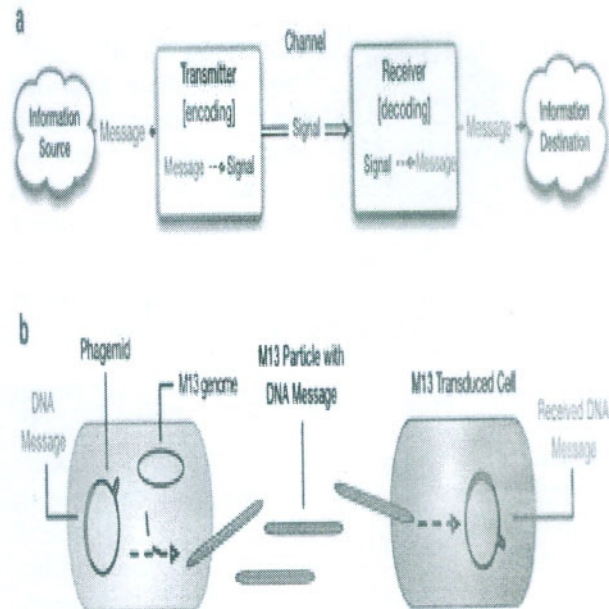 a
Channel
Transmitter
[encoding]
Message --→ Signal
Receiver
[decoding]
Signal --→ Message
Information
Source
Message
Signal
Message
Information
Destination
b
Phagemid
M13 genome
M13 Particle with
DNA Message
M13 Transduced Cell
DNA
Message
Received DNA
Message